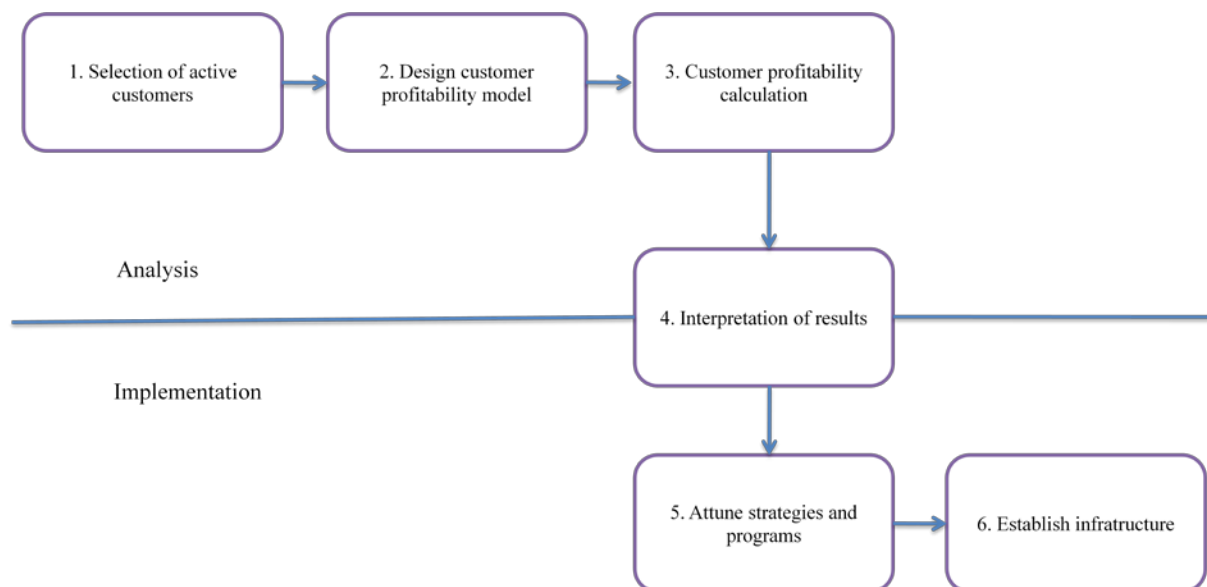 1. Selection of active
customers
2. Design customer
profitability model
3. Customer profitability
calculation
Analysis
4. Interpretation of results
Implementation
5. Attune strategies and
programs
6. Establish infratructure